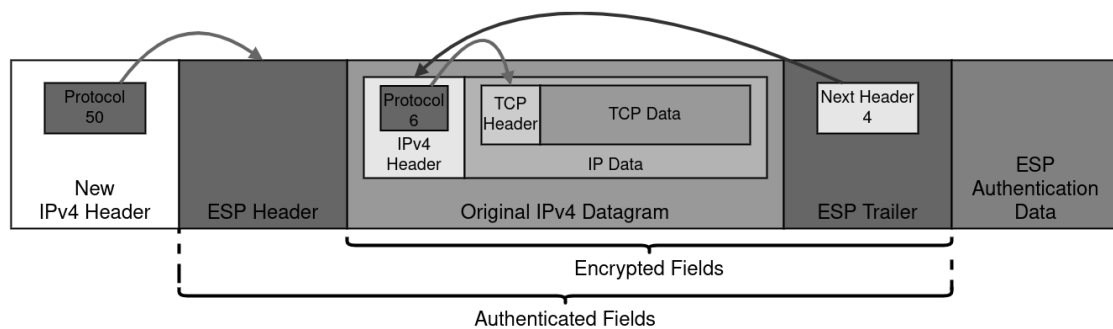 Protocol
50
New
IPv4 Header
ESP Header
Protocol
6
IPv4
Header
TCP
Header
TCP Data
IP Data
Original IPv4 Datagram
Next Header
4
ESP Trailer
ESP
Authentication
Data
Encrypted Fields
Authenticated Fields